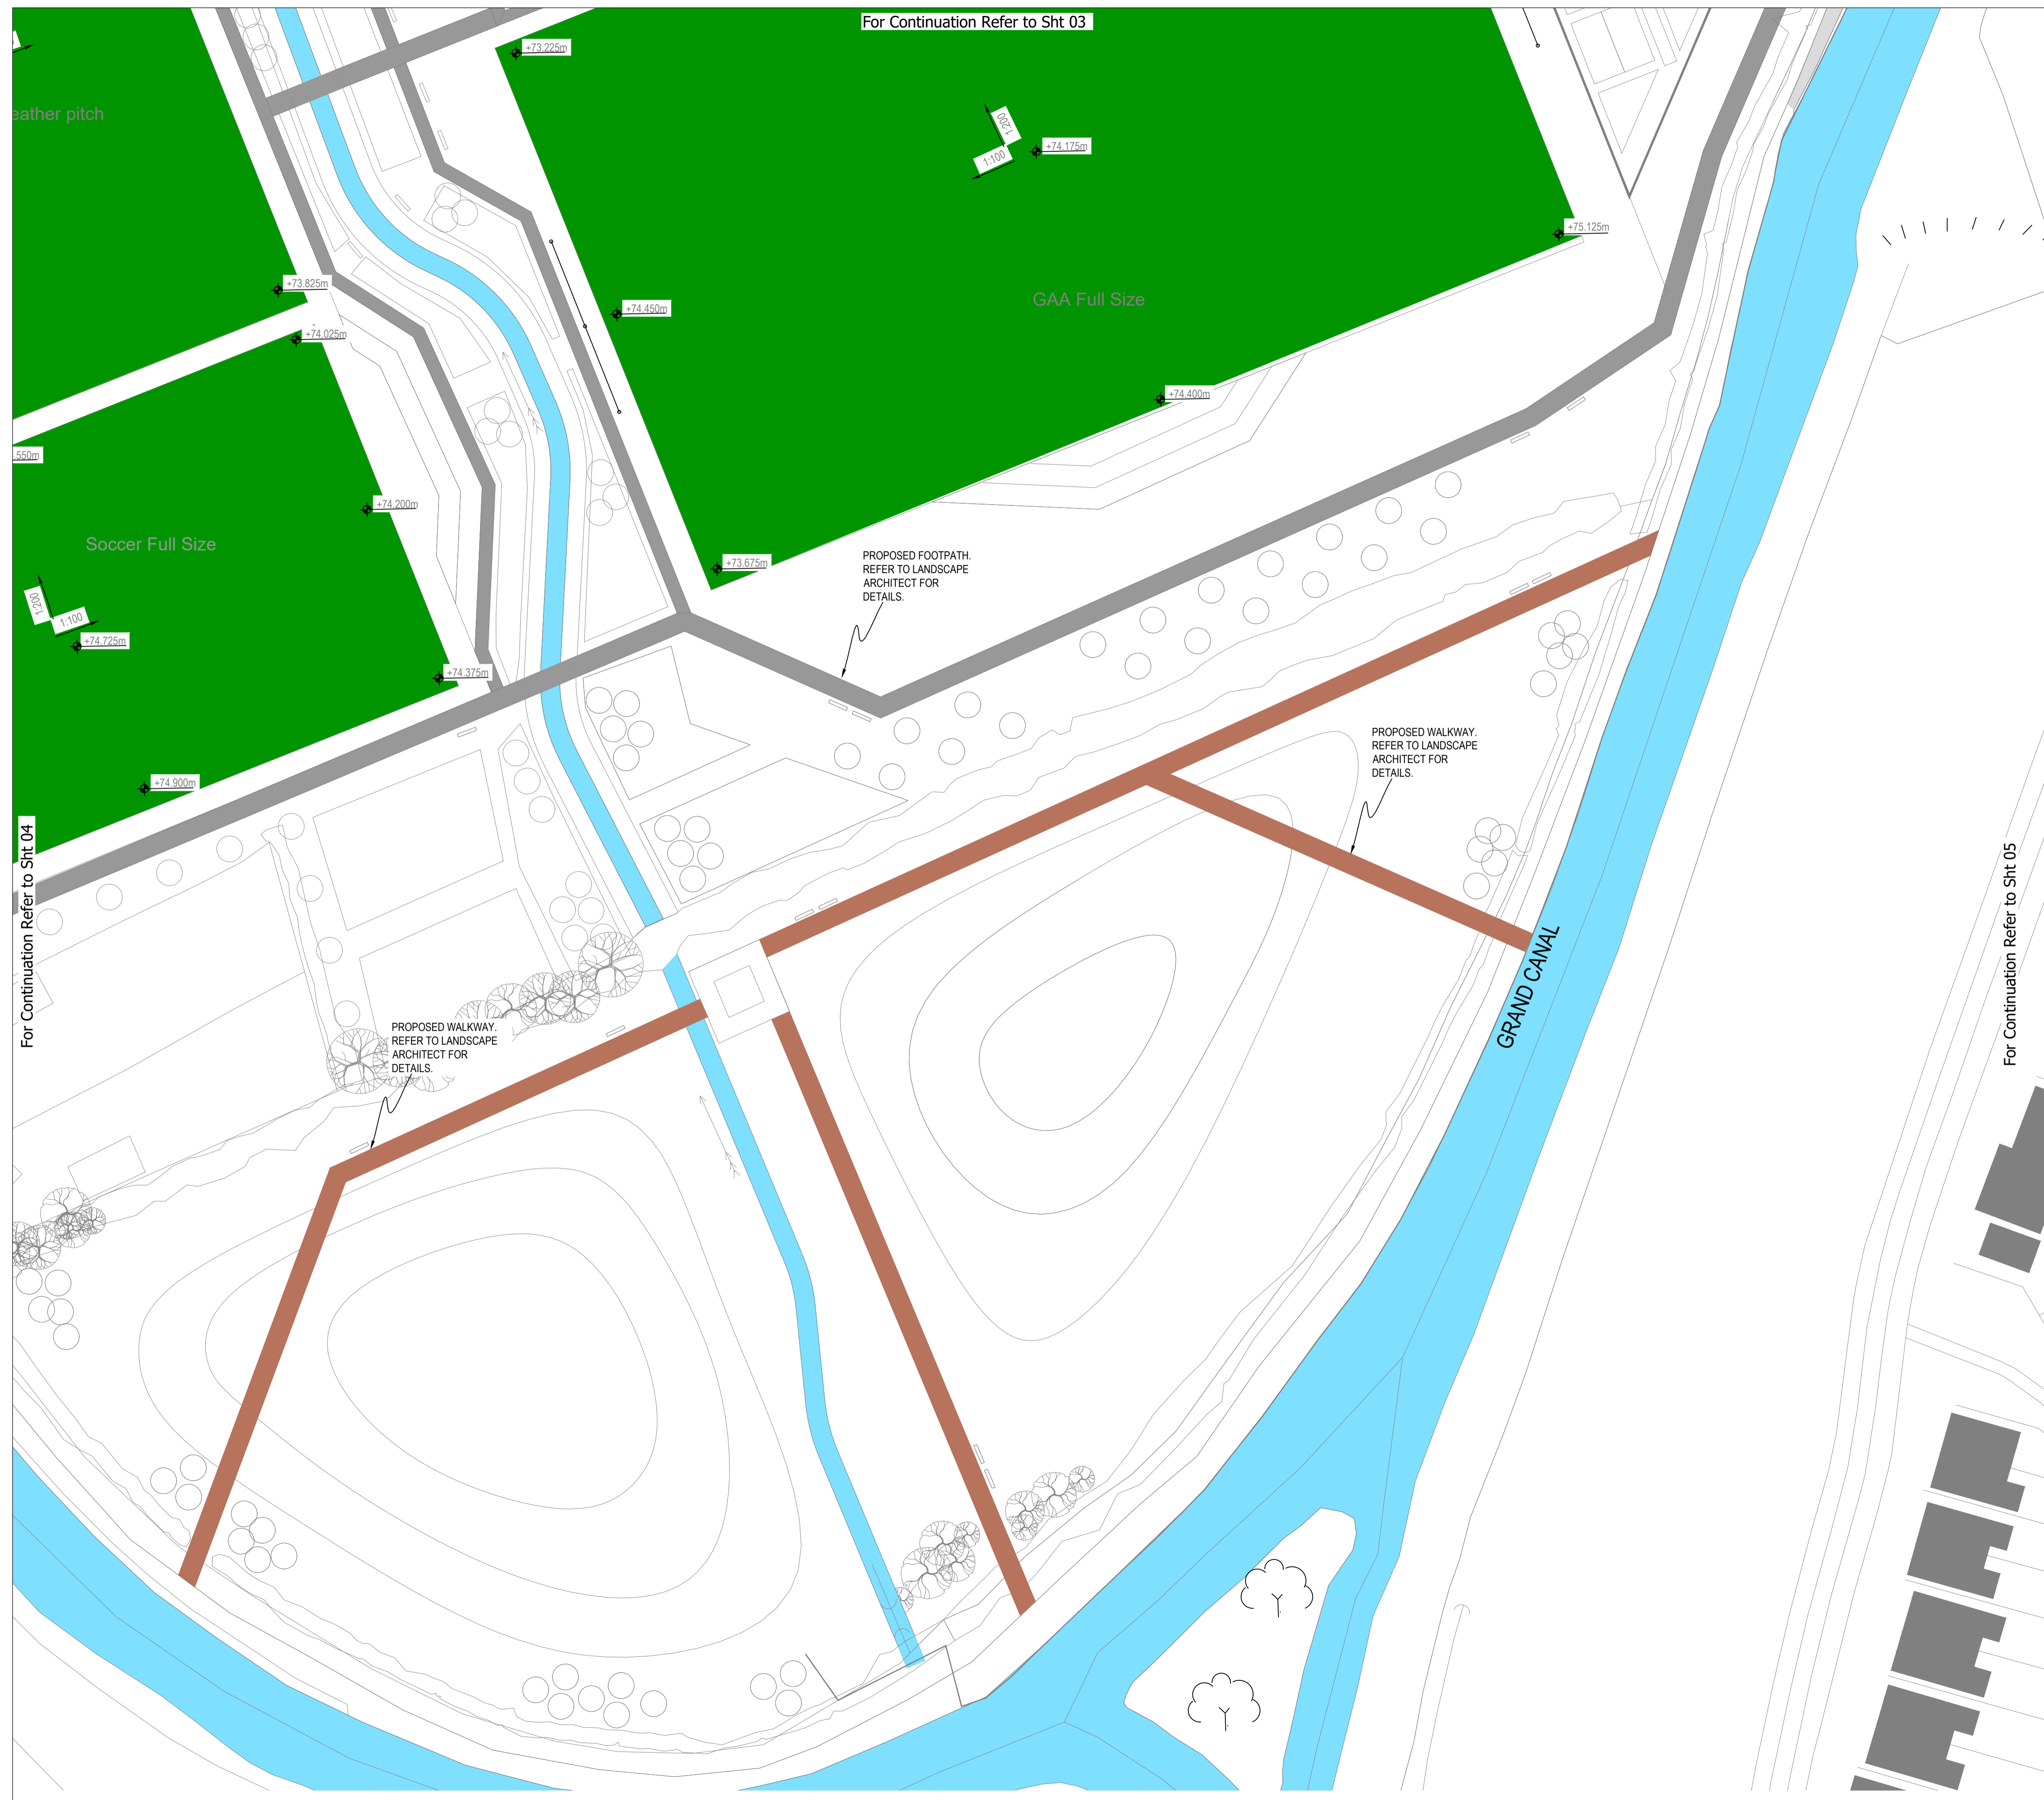 For Continuation Refer to Sht 03
+73.225m
eather pitch
1:200
1:100
+74.175m
+75.125m
+73.825m
GAA Full Size
+74.450m
+74.025m
+74.400m
.550m
+74.200m
Soccer Full Size
PROPOSED FOOTPATH.
REFER TO LANDSCAPE
ARCHITECT FOR
DETAILS.
+73.675m
1:200
1:100
+74.725m
+74.375m
PROPOSED WALKWAY.
REFER TO LANDSCAPE
ARCHITECT FOR
DETAILS.
+74.900m
For Continuation Refer to Sht 04
For Continuation Refer to Sht 05
GRAND CANAL
PROPOSED WALKWAY.
REFER TO LANDSCAPE
ARCHITECT FOR
DETAILS.